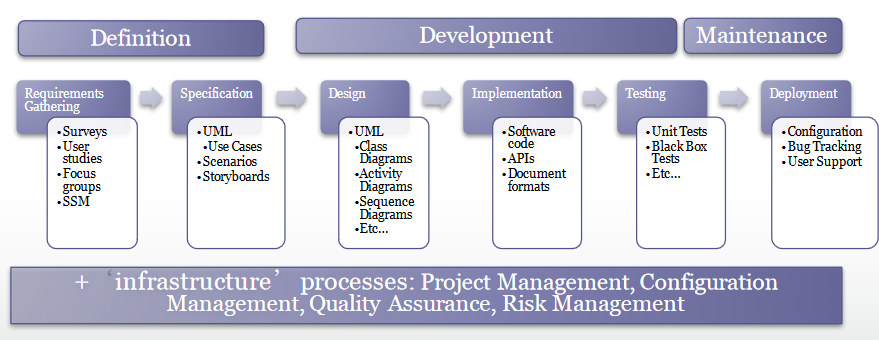 Definition
Development
Maintenance
Requirements
Gathering
•Surveys
•User
studies
•Focus
groups
•SSM
Specification
•UML
•Use Cases
•Scenarios
•Storyboards
Design
•UML
•Class
Diagrams
•Activity
Diagrams
•Sequence
Diagrams
•Etc...
Implementation
•Software
code
•APIs
•Document
formats
Testing
•Unit Tests
•Black Box
Tests
•Etc...
Deployment
•Configuration
•Bug Tracking
•User Support
+ ‘infrastructure’ processes: Project Management, Configuration
Management, Quality Assurance, Risk Management